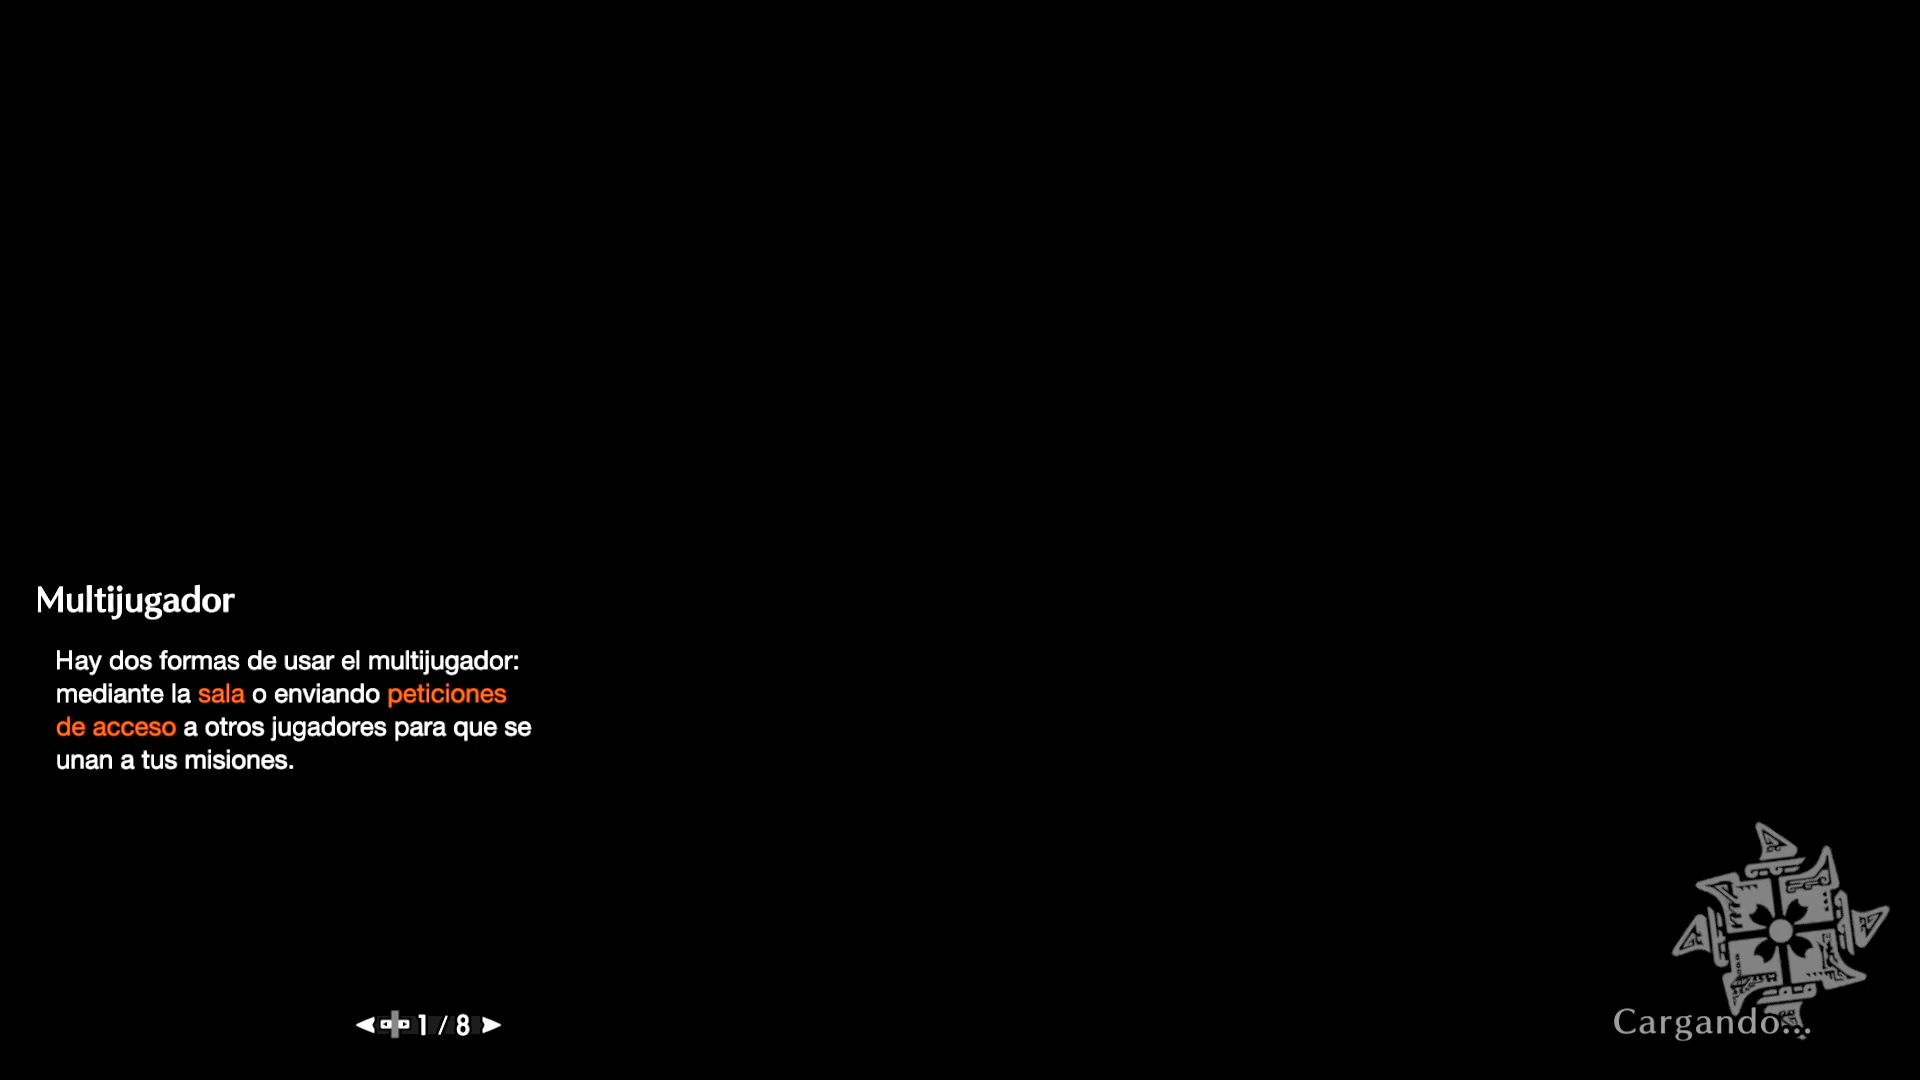 Multijugador
Hay dos formas de usar el multijugador:
mediante la sala o enviando peticiones
de acceso a otros jugadores para que se
unan a tus misiones.
1 / 8
Cargando...